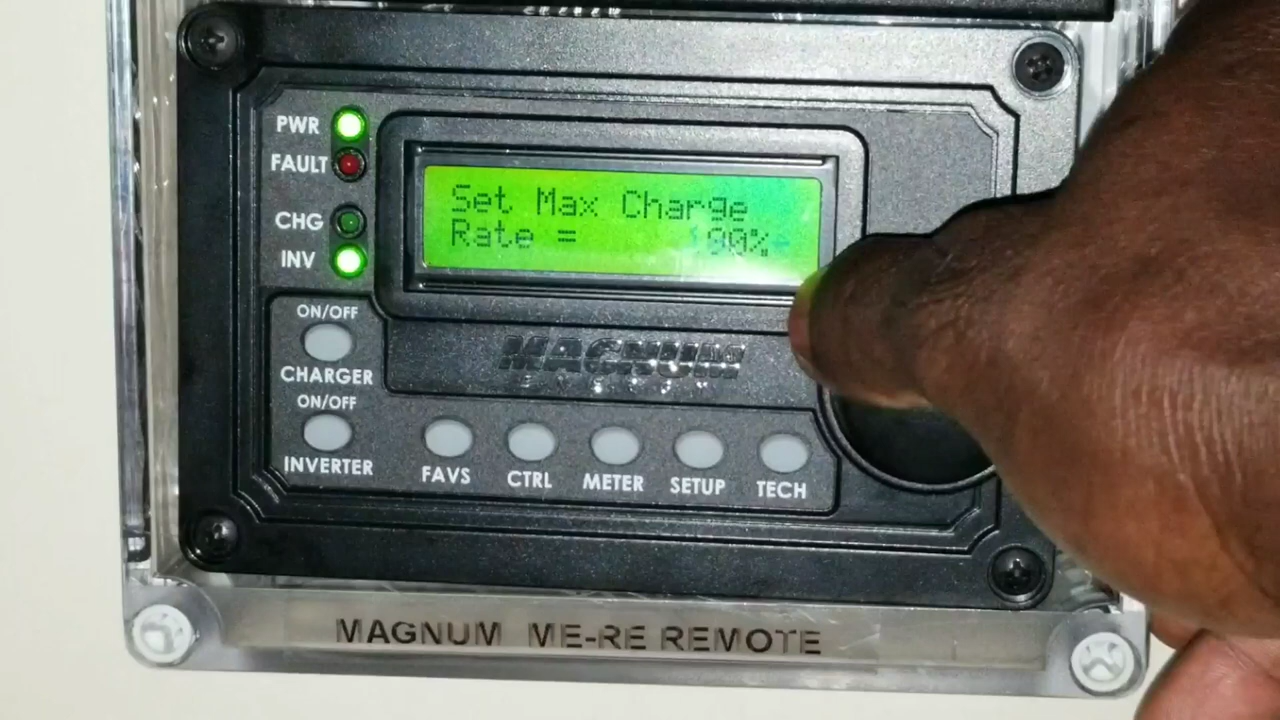 PWR
FAULT
CHG
INV
Set Max Charge
Rate =
ON/OFF
CHARGER
ON/OFF
INVERTER
MAGNUM
FAVS
CTRL
METER
SETUP
TECH
MAGNUM ME-RE REMOTE